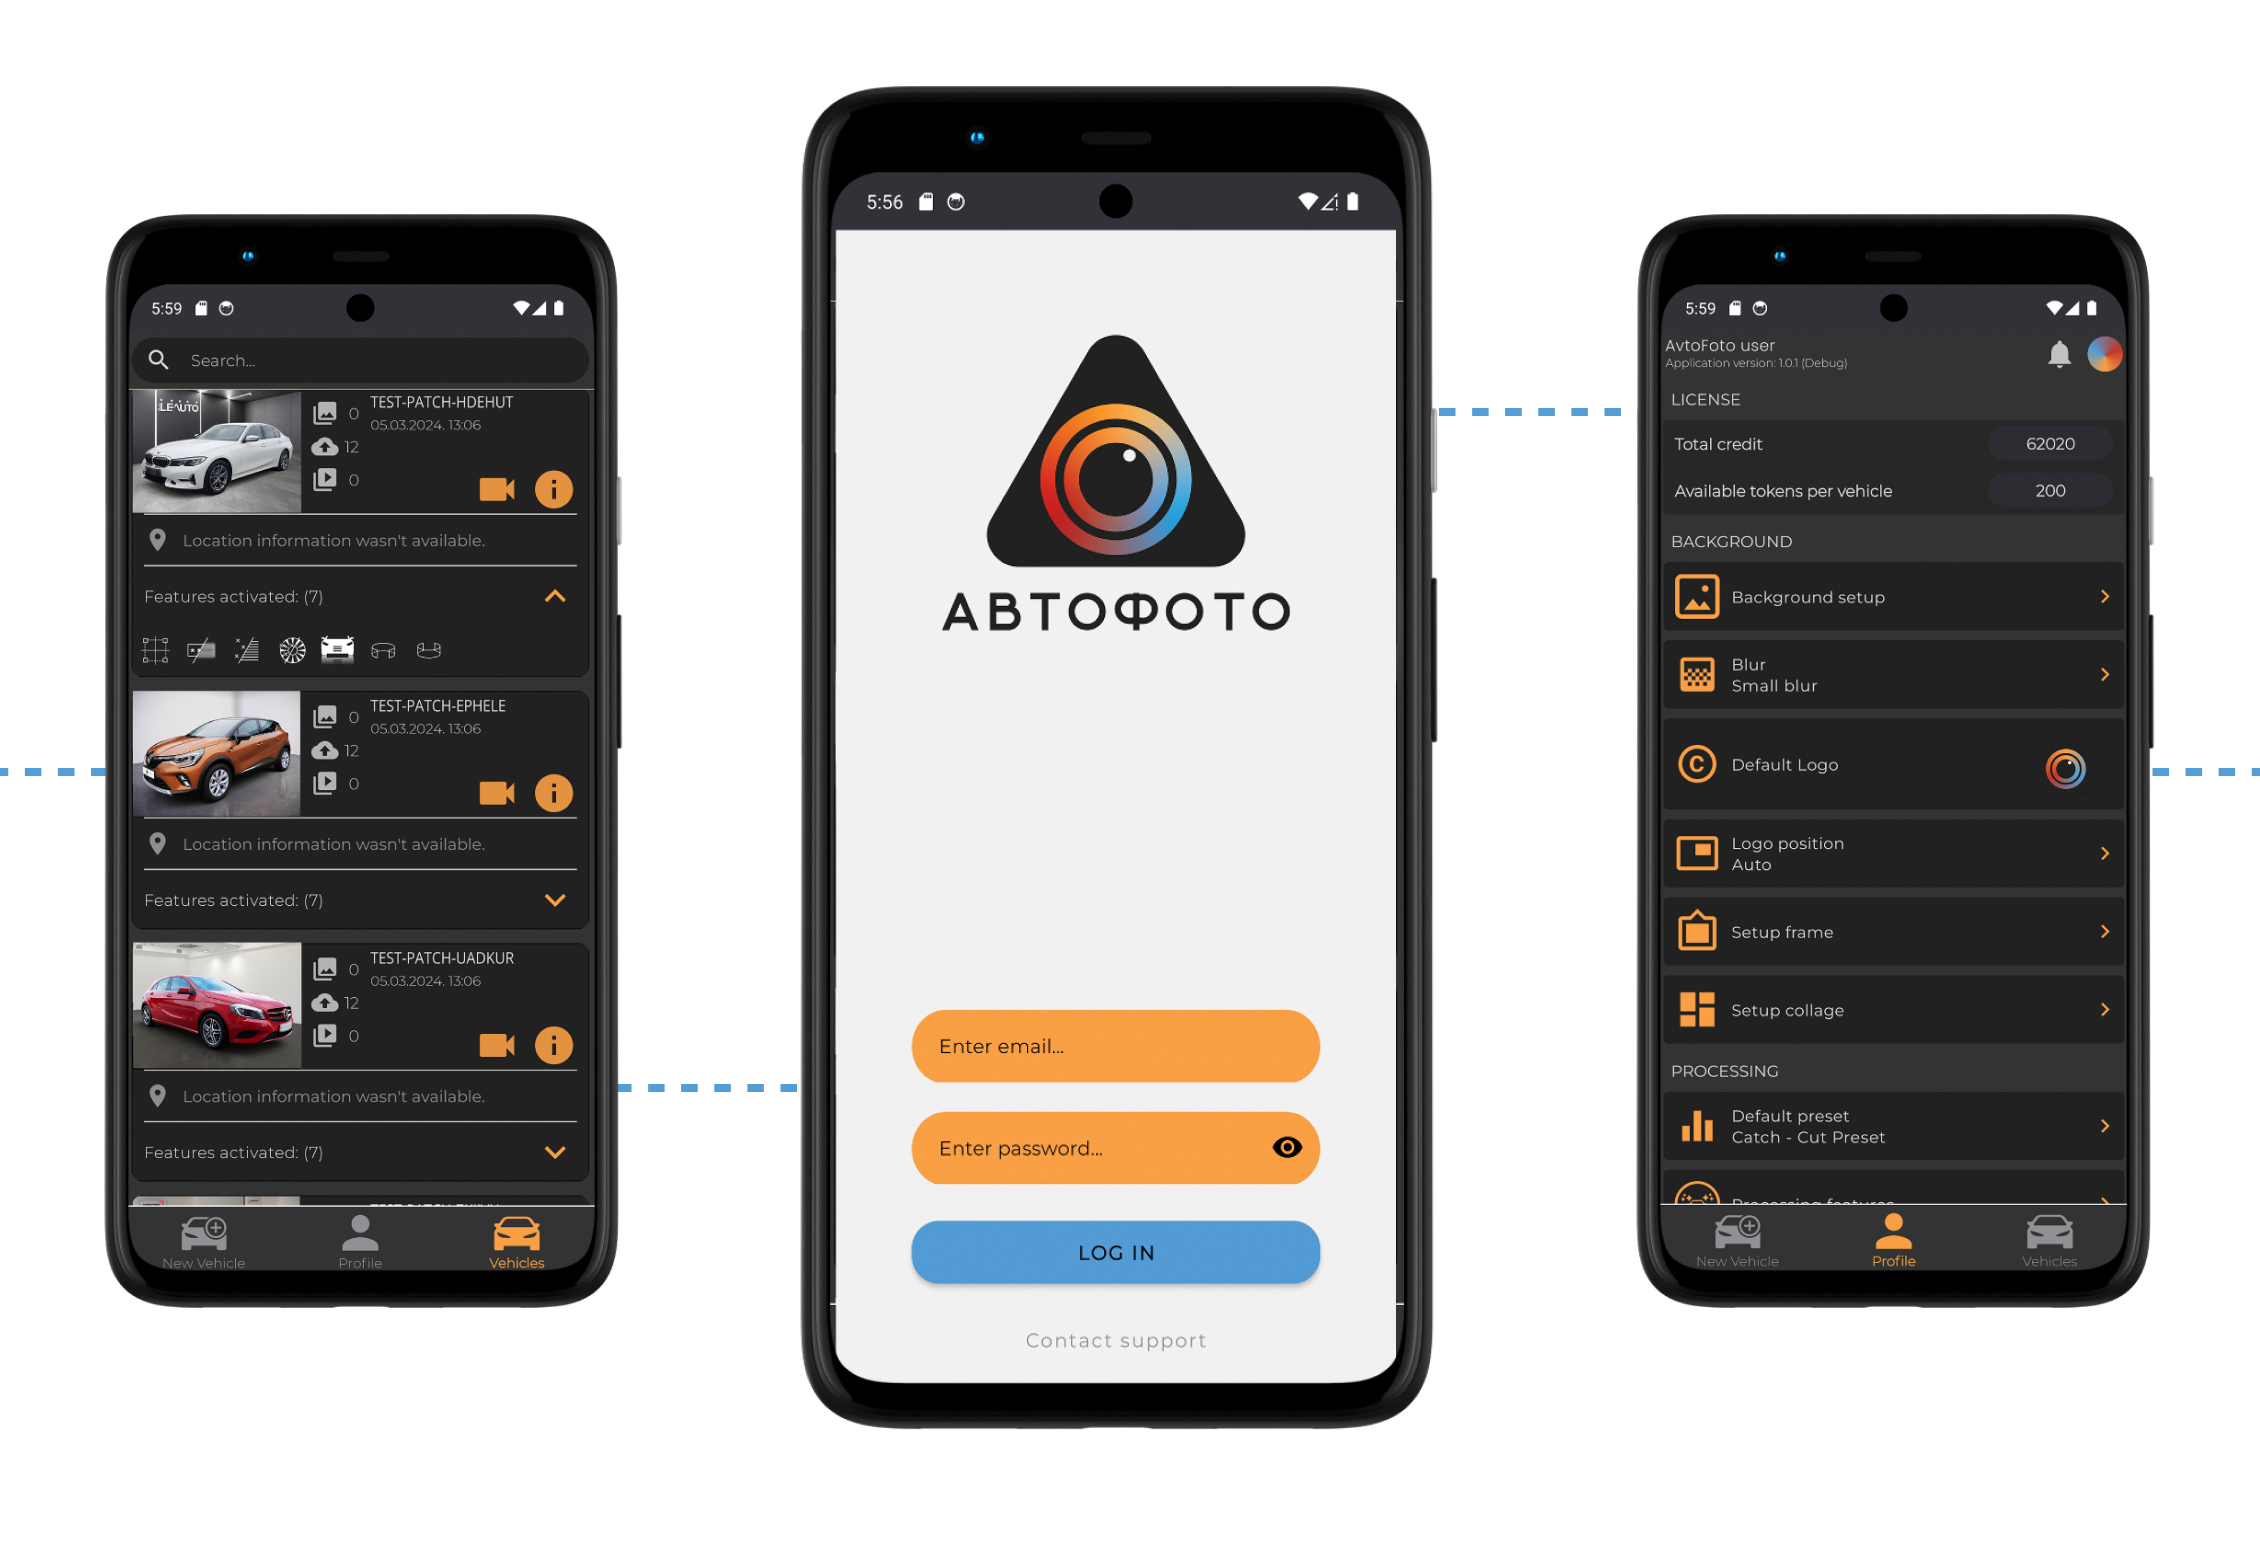 5:59
Search...
LEAUTO
0
TEST-PATCH-HDEHUT
05.03.2024. 13:06
12
0
Location information wasn't available.
Features activated: (7)
0
TEST-PATCH-EPHELE
05.03.2024. 13:06
12
0
Location information wasn't available.
Features activated: (7)
0
TEST-PATCH-UADKUR
05.03.2024. 13:06
12
0
Location information wasn't available.
Features activated: (7)
New Vehicle
Profile
Vehicles
5:56
АВТОФОТО
Enter email...
Enter password...
LOG IN
Contact support
5:59
AvtoFoto user
Application version: 1.0.1 (Debug)
LICENSE
Total credit
62020
Available tokens per vehicle
200
BACKGROUND
Background setup
Blur
Small blur
Default Logo
Logo position
Auto
Setup frame
Setup collage
PROCESSING
Default preset
Catch - Cut Preset
Processing features
New Vehicle
Profile
Vehicles